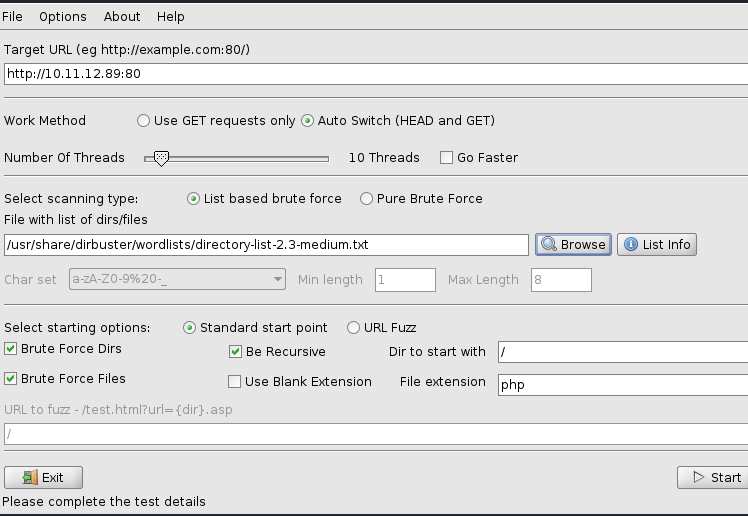 File Options About Help
Target URL (eg http://example.com:80/)
http://10.11.12.89:80
Work Method Use GET requests only Auto Switch (HEAD and GET)
Number Of Threads 10 Threads Go Faster
Select scanning type: List based brute force Pure Brute Force
File with list of dirs/files
/usr/share/dirbuster/wordlists/directory-list-2.3-medium.txt Browse List Info
Char set a-zA-Z0-9%20-_ Min length 1 Max Length 8
Select starting options: Standard start point URL Fuzz
Brute Force Dirs Be Recursive Dir to start with /
Brute Force Files Use Blank Extension File extension php
URL to fuzz - /test.html?url={dir}.asp
/
Exit Start
Please complete the test details